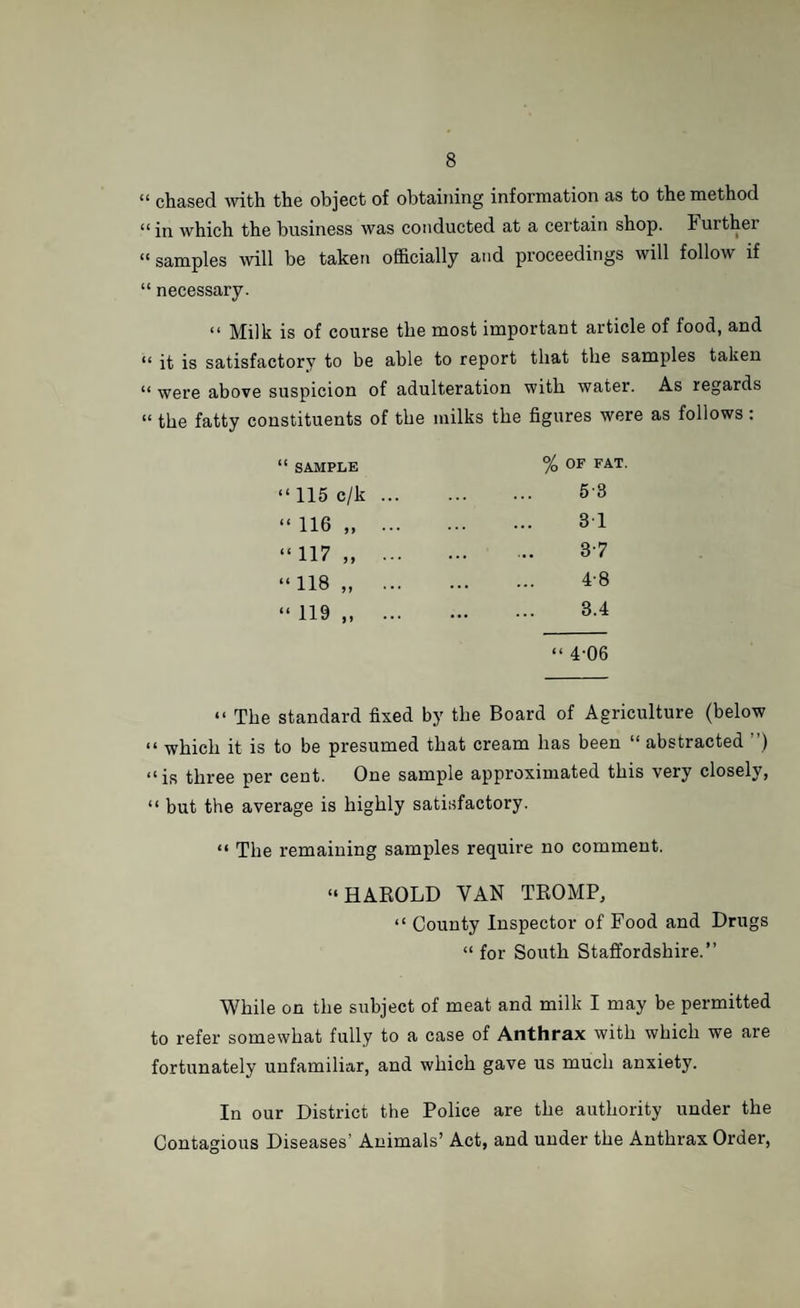 8
“ chased with the object of obtaining information as to the method
“ in which the business was conducted at a certain shop. Further
“ samples will be taken officially and proceedings will follow if
“ necessary.
“ Milk is of course the most important article of food, and
“ it is satisfactory to be able to report that the samples taken
“ were above suspicion of adulteration with water. As regards
“ the fatty constituents of the milks the figures were as follows :
“ SAMPLE % OF FAT.
“ 115 c/k ... ... ... 5·3
“ 116 „ ... ... ... 3·1
“ 117 „ ... ... ... 3·7
“ 118 „ ... ... ... 4·8
“ 119 „ ... ... ... 3.4
“ 4·06
“ The standard fixed by the Board of Agriculture (below
“ which it is to be presumed that cream has been “ abstracted ”)
“ is three per cent. One sample approximated this very closely,
“ but the average is highly satisfactory.
“ The remaining samples require no comment.
“ HAROLD VAN TROMP,
“ County Inspector of Food and Drugs
“ for South Staffordshire.”
While on the subject of meat and milk I may be permitted
to refer somewhat fully to a case of Anthrax with which we are
fortunately unfamiliar, and which gave us much anxiety.
In our District the Police are the authority under the
Contagious Diseases’ Animals’ Act, and under the Anthrax Order,